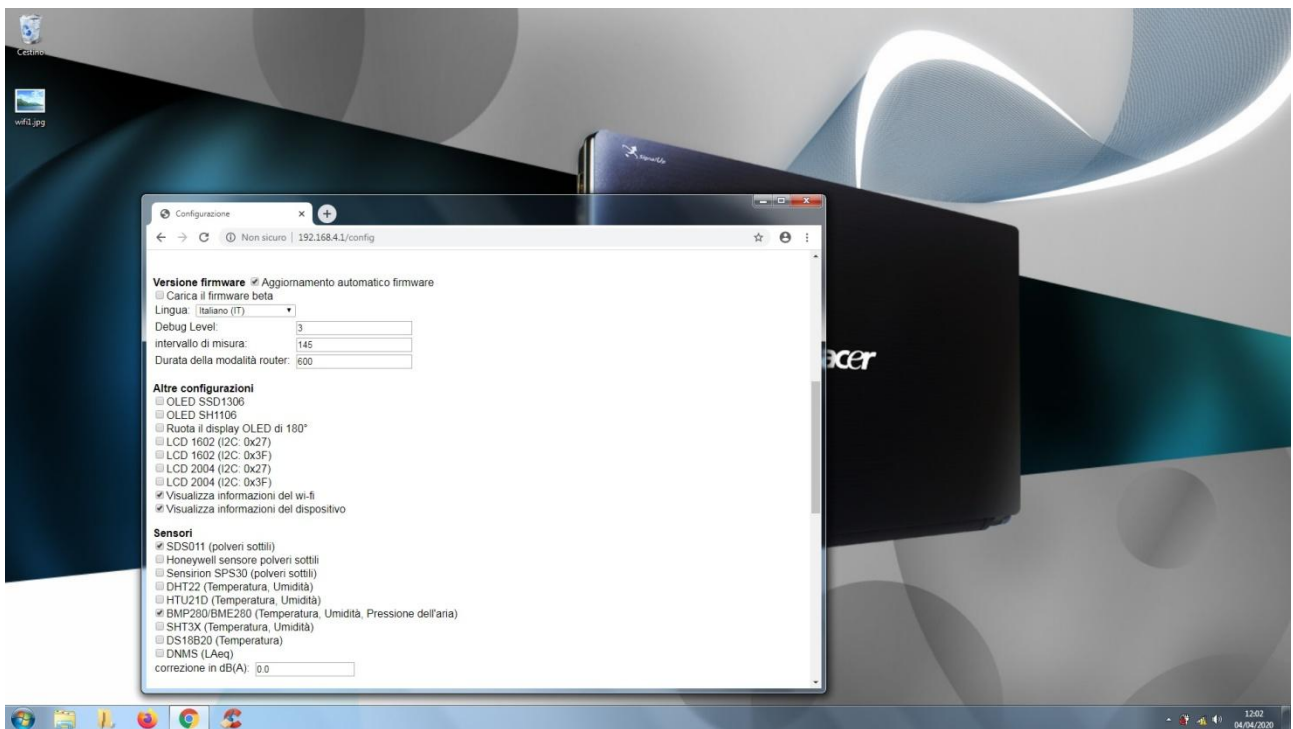 Cestino
wifi1.jpg
acer
Configurazione
Non sicuro | 192.168.4.1/config
Versione firmware Aggiornamento automatico firmware
Carica il firmware beta
Lingua: Italiano (IT)
Debug Level: 3
intervallo di misura: 145
Durata della modalità router: 600
Altre configurazioni
OLED SSD1306
OLED SH1106
Ruota il display OLED di 180°
LCD 1602 (I2C: 0x27)
LCD 1602 (I2C: 0x3F)
LCD 2004 (I2C: 0x27)
LCD 2004 (I2C: 0x3F)
Visualizza informazioni del wi-fi
Visualizza informazioni del dispositivo
Sensori
SDS011 (polveri sottili)
Honeywell sensore polveri sottili
Sensirion SPS30 (polveri sottili)
DHT22 (Temperatura, Umidità)
HTU21D (Temperatura, Umidità)
BMP280/BME280 (Temperatura, Umidità, Pressione dell'aria)
SHT3X (Temperatura, Umidità)
DS18B20 (Temperatura)
DNMS (LAeq)
correzione in dB(A): 0.0
12:02
04/04/2020